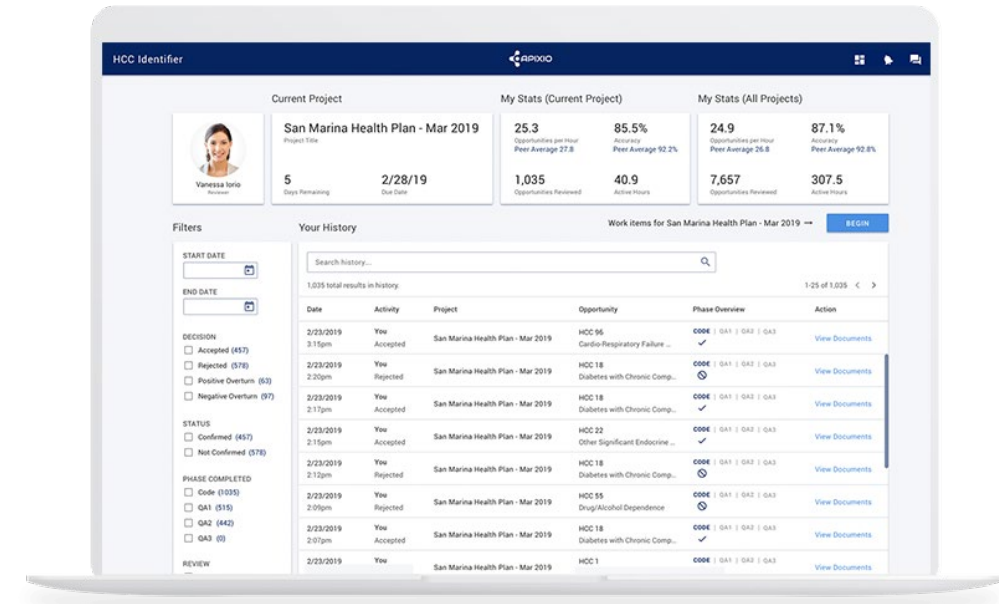 HCC Identifier
APIXIO
Current Project
My Stats (Current Project)
My Stats (All Projects)
Vanessa Iorio
Reviewer
San Marina Health Plan - Mar 2019
Project Title
5
Days Remaining
2/28/19
Due Date
25.3
Opportunities per Hour
Peer Average 27.8
85.5%
Accuracy
Peer Average 92.2%
1,035
Opportunities Reviewed
40.9
Active Hours
24.9
Opportunities per Hour
Peer Average 26.8
87.1%
Accuracy
Peer Average 92.8%
7,657
Opportunities Reviewed
307.5
Active Hours
Filters
Your History
Work items for San Marina Health Plan - Mar 2019 →
BEGIN
START DATE
END DATE
DECISION
Accepted (457)
Rejected (578)
Positive Overturn (63)
Negative Overturn (97)
STATUS
Confirmed (457)
Not Confirmed (578)
PHASE COMPLETED
Code (1035)
QA1 (515)
QA2 (442)
QA3 (0)
REVIEW
Search history...
1,035 total results in history.
1-25 of 1,035 < >
Date Activity Project Opportunity Phase Overview Action
2/23/2019 You San Marina Health Plan - Mar 2019 HCC 96 CODE | QA1 | QA2 | QA3 View Documents
3:15pm Accepted Cardio-Respiratory Failure ...
2/23/2019 You San Marina Health Plan - Mar 2019 HCC 18 CODE | QA1 | QA2 | QA3 View Documents
2:20pm Rejected Diabetes with Chronic Comp...
2/23/2019 You San Marina Health Plan - Mar 2019 HCC 18 CODE | QA1 | QA2 | QA3 View Documents
2:17pm Accepted Diabetes with Chronic Comp...
2/23/2019 You San Marina Health Plan - Mar 2019 HCC 22 CODE | QA1 | QA2 | QA3 View Documents
2:15pm Accepted Other Significant Endocrine ...
2/23/2019 You San Marina Health Plan - Mar 2019 HCC 18 CODE | QA1 | QA2 | QA3 View Documents
2:12pm Rejected Diabetes with Chronic Comp...
2/23/2019 You San Marina Health Plan - Mar 2019 HCC 55 CODE | QA1 | QA2 | QA3 View Documents
2:09pm Rejected Drug/Alcohol Dependence
2/23/2019 You San Marina Health Plan - Mar 2019 HCC 18 CODE | QA1 | QA2 | QA3 View Documents
2:07pm Accepted Diabetes with Chronic Comp...
2/23/2019 You San Marina Health Plan - Mar 2019 HCC 1 CODE | QA1 | QA2 | QA3 View Documents